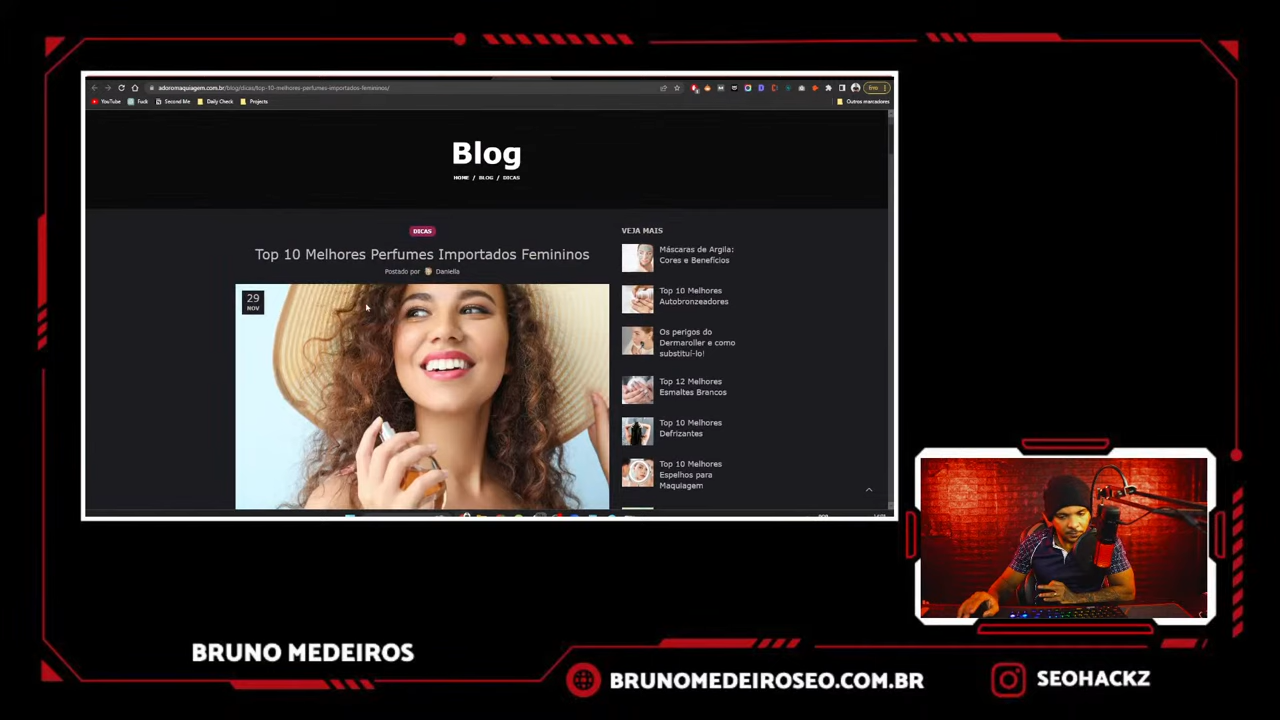 adoromaquiagem.com.br/blog/dicas/top-10-melhores-perfumes-importados-femininos/
YouTube
Fuck
Second Me
Daily Check
Projects
Outros marcadores
Blog
HOME / BLOG / DICAS
DICAS
Top 10 Melhores Perfumes Importados Femininos
Postado por Daniella
29
NOV
VEJA MAIS
Máscaras de Argila:
Cores e Benefícios
Top 10 Melhores
Autobronzeadores
Os perigos do
Dermaroller e como
substituí-lo!
Top 12 Melhores
Esmaltes Brancos
Top 10 Melhores
Defrizantes
Top 10 Melhores
Espelhos para
Maquiagem
BRUNO MEDEIROS
BRUNOMEDEIROSEO.COM.BR
SEOHACKZ